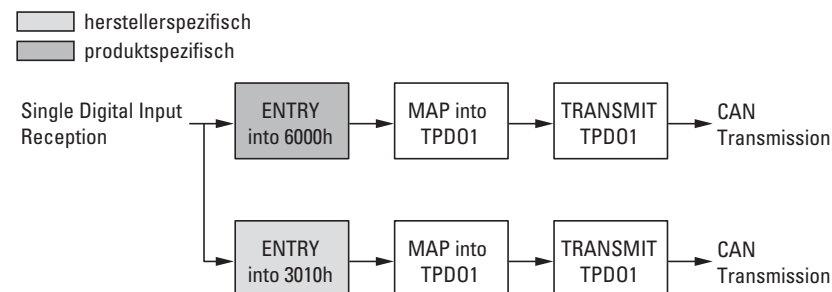 herstellerspezifisch
produktspezifisch
Single Digital Input
Reception
ENTRY
into 6000h
MAP into
TPDO1
TRANSMIT
TPDO1
CAN
Transmission
ENTRY
into 3010h
MAP into
TPDO1
TRANSMIT
TPDO1
CAN
Transmission